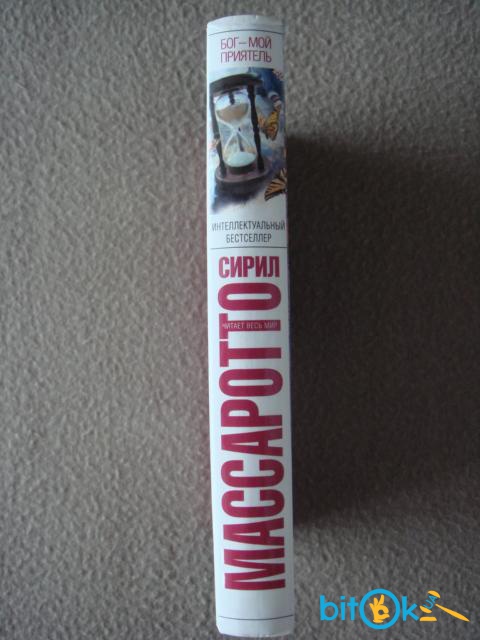 БОГ–МОЙ
ПРИЯТЕЛЬ
ИНТЕЛЛЕКТУАЛЬНЫЙ
БЕСТСЕЛЛЕР
СИРИЛ
ЧИТАЕТ ВЕСЬ МИР
МАССАРОТТО
bitOk